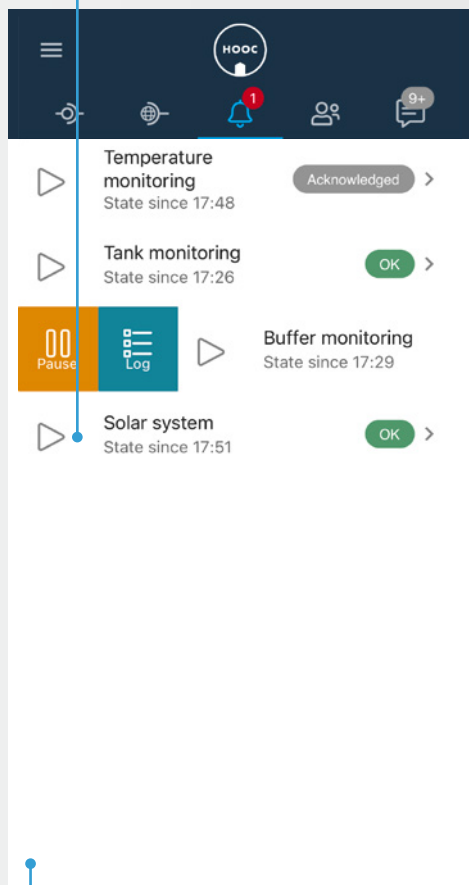 HOOC
1
9+
Temperature
monitoring
State since 17:48
Acknowledged
Tank monitoring
State since 17:26
OK
Pause
Log
Buffer monitoring
State since 17:29
Solar system
State since 17:51
OK